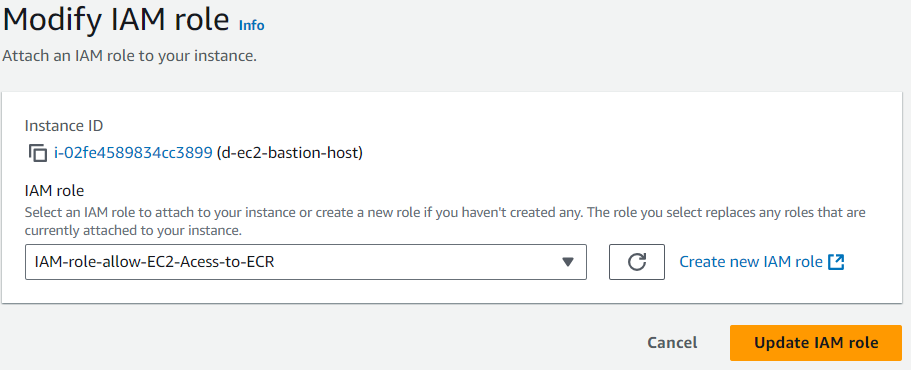 Modify IAM role Info
Attach an IAM role to your instance.
Instance ID
i-02fe4589834cc3899 (d-ec2-bastion-host)
IAM role
Select an IAM role to attach to your instance or create a new role if you haven't created any. The role you select replaces any roles that are
currently attached to your instance.
IAM-role-allow-EC2-Acess-to-ECR
Create new IAM role
Cancel
Update IAM role